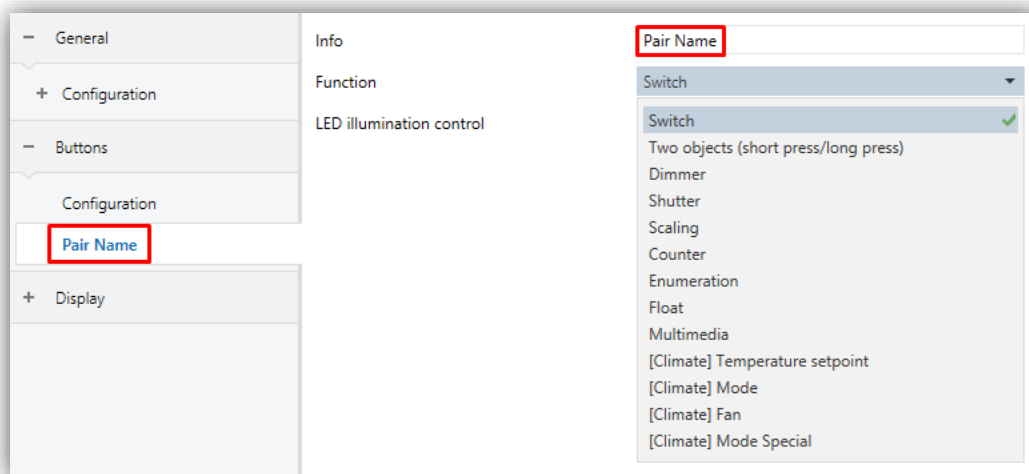 − General
+ Configuration
− Buttons
Configuration
Pair Name
+ Display
Info
Pair Name
Function
Switch
LED illumination control
Switch
Two objects (short press/long press)
Dimmer
Shutter
Scaling
Counter
Enumeration
Float
Multimedia
[Climate] Temperature setpoint
[Climate] Mode
[Climate] Fan
[Climate] Mode Special